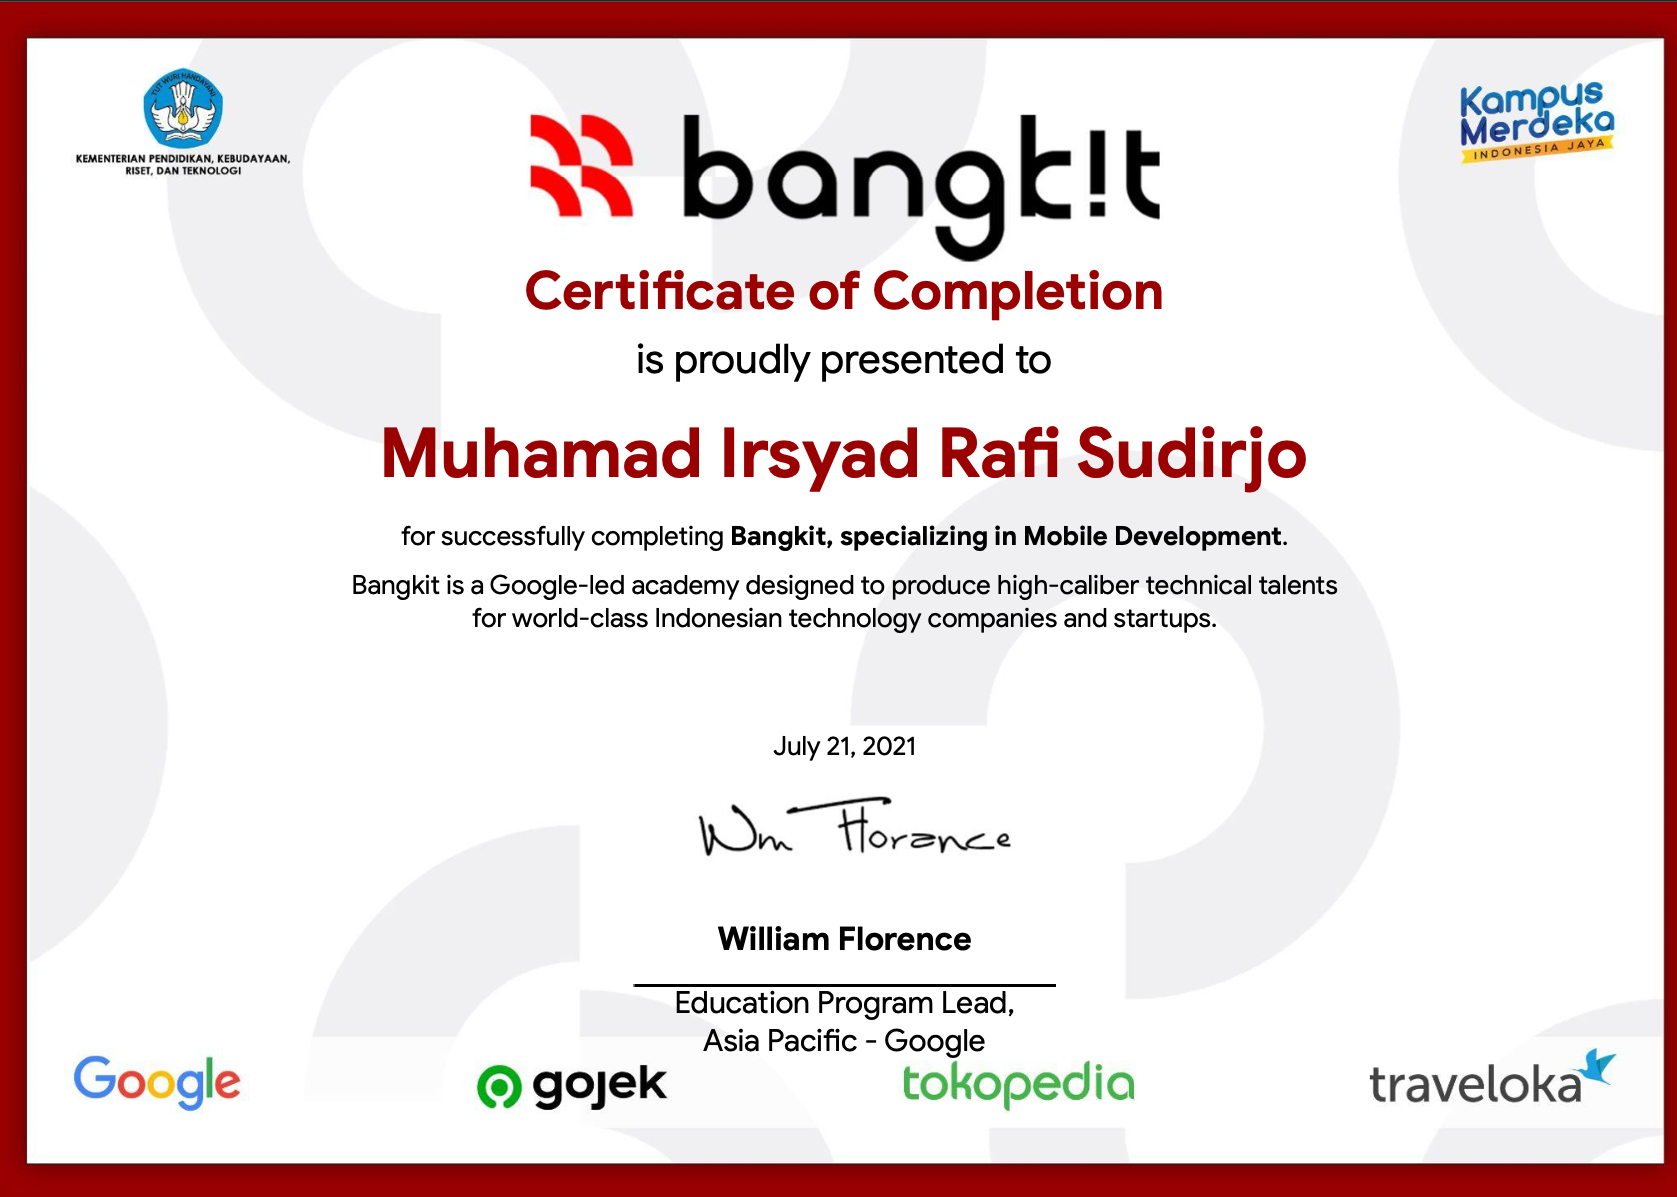 TUT WURI HANDAYANI
KEMENTERIAN PENDIDIKAN, KEBUDAYAAN,
RISET, DAN TEKNOLOGI
Kampus
Merdeka
INDONESIA JAYA
bangk!t
Certificate of Completion
is proudly presented to
Muhamad Irsyad Rafi Sudirjo
for successfully completing Bangkit, specializing in Mobile Development.
Bangkit is a Google-led academy designed to produce high-caliber technical talents
for world-class Indonesian technology companies and startups.
July 21, 2021
Wm Florance
William Florence
Education Program Lead,
Asia Pacific - Google
Google
gojek
tokopedia
traveloka